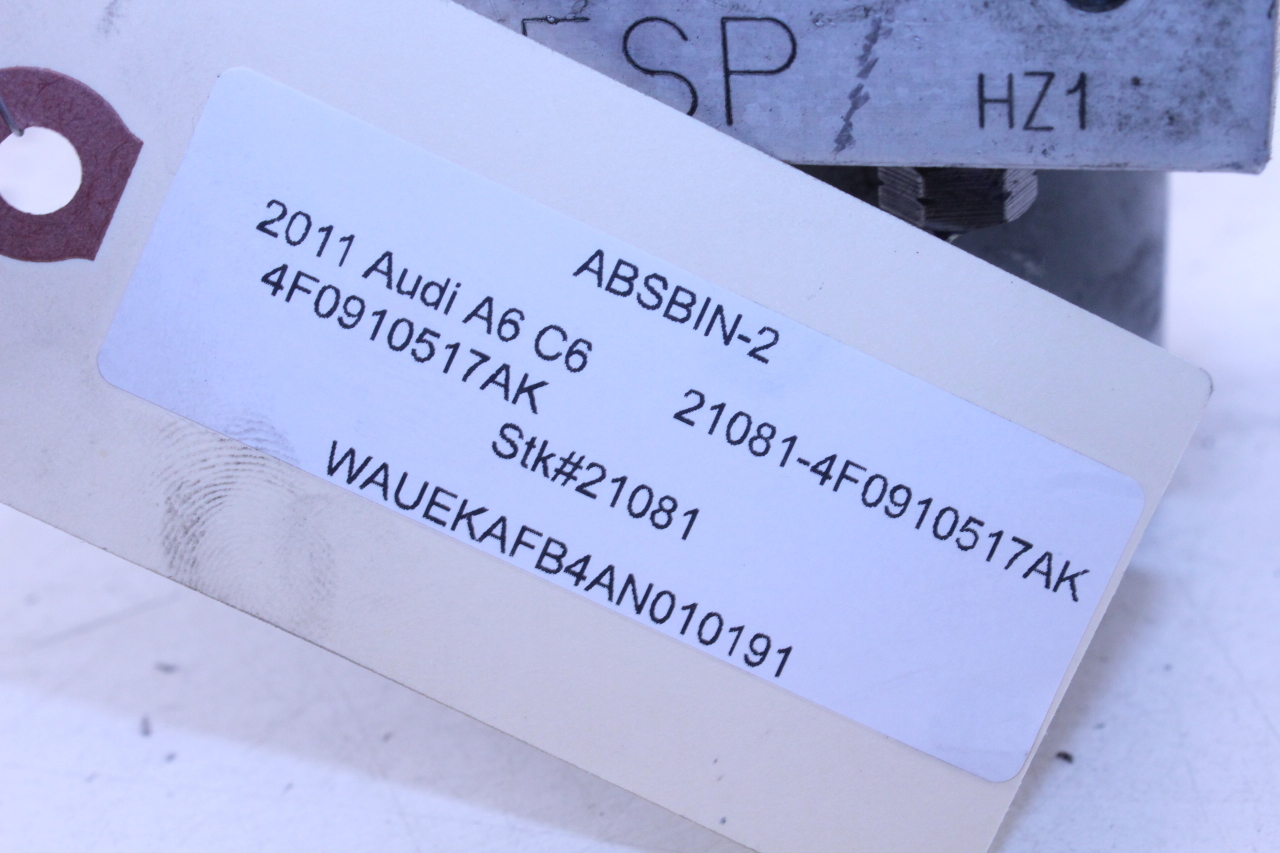 ESP
HZ1
ABSBIN-2
2011 Audi A6 C6
4F0910517AK
21081-4F0910517AK
Stk#21081
WAUEKAFB4AN010191